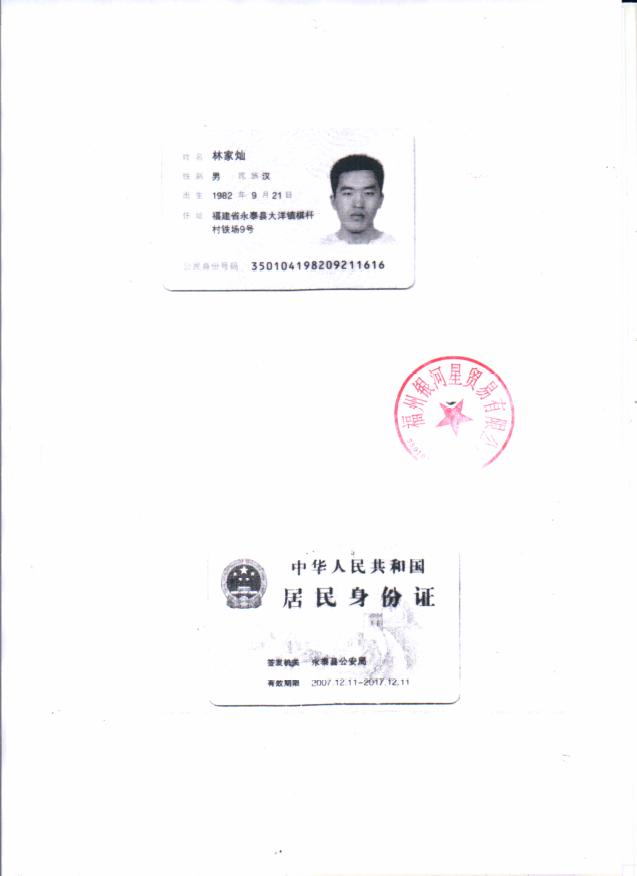 姓名 林家灿
性别 男 民族 汉
出生 1982 年 9 月 21 日
住址 福建省永泰县大洋镇棋杆
村铁场9号
公民身份号码 350104198209211616
福州银河星贸易有限公
中华人民共和国
居民身份证
签发机关 永泰县公安局
有效期限 2007.12.11-2017.12.11